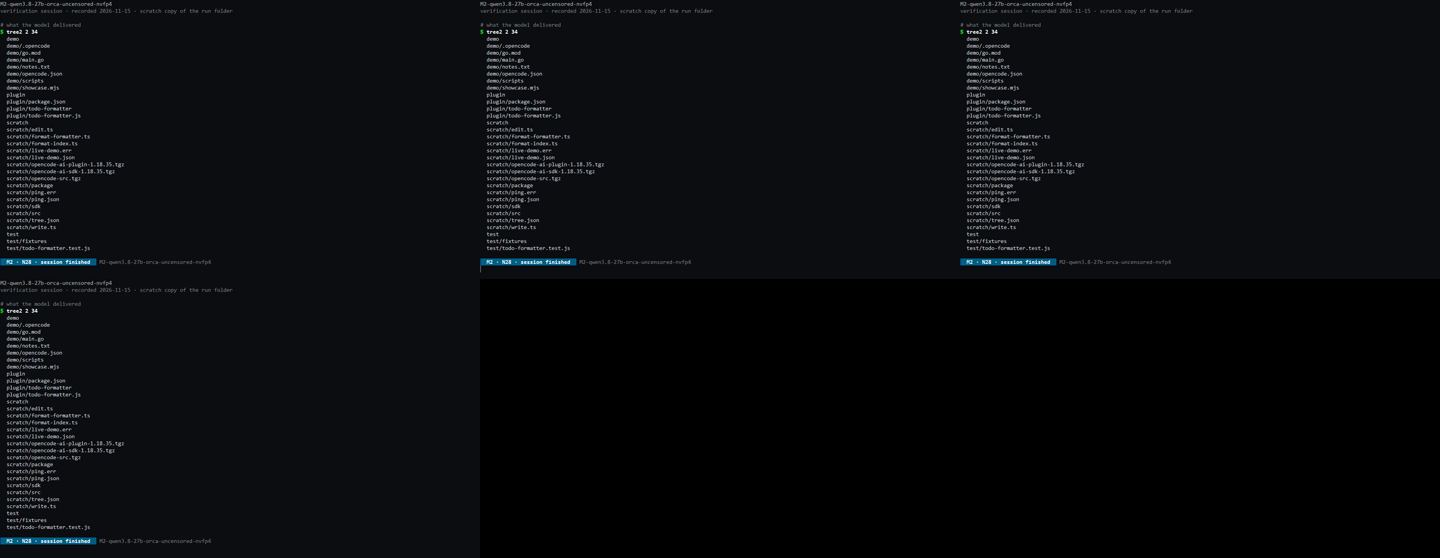 M2-qwen3.8-27b-orca-uncensored-nvfp4
verification session - recorded 2026-11-15 - scratch copy of the run folder
# what the model delivered
$ tree2 2 34
demo
demo/.opencode
demo/go.mod
demo/main.go
demo/notes.txt
demo/opencode.json
demo/scripts
demo/showcase.mjs
plugin
plugin/package.json
plugin/todo-formatter
plugin/todo-formatter.js
scratch
scratch/edit.ts
scratch/format-formatter.ts
scratch/format-index.ts
scratch/live-demo.err
scratch/live-demo.json
scratch/opencode-ai-plugin-1.18.35.tgz
scratch/opencode-ai-sdk-1.18.35.tgz
scratch/opencode-src.tgz
scratch/package
scratch/ping.err
scratch/ping.json
scratch/sdk
scratch/src
scratch/tree.json
scratch/write.ts
test
test/fixtures
test/todo-formatter.test.js
M2 · N28 · session finished M2-qwen3.8-27b-orca-uncensored-nvfp4
M2-qwen3.8-27b-orca-uncensored-nvfp4
verification session - recorded 2026-11-15 - scratch copy of the run folder
# what the model delivered
$ tree2 2 34
demo
demo/.opencode
demo/go.mod
demo/main.go
demo/notes.txt
demo/opencode.json
demo/scripts
demo/showcase.mjs
plugin
plugin/package.json
plugin/todo-formatter
plugin/todo-formatter.js
scratch
scratch/edit.ts
scratch/format-formatter.ts
scratch/format-index.ts
scratch/live-demo.err
scratch/live-demo.json
scratch/opencode-ai-plugin-1.18.35.tgz
scratch/opencode-ai-sdk-1.18.35.tgz
scratch/opencode-src.tgz
scratch/package
scratch/ping.err
scratch/ping.json
scratch/sdk
scratch/src
scratch/tree.json
scratch/write.ts
test
test/fixtures
test/todo-formatter.test.js
M2 · N28 · session finished M2-qwen3.8-27b-orca-uncensored-nvfp4
M2-qwen3.8-27b-orca-uncensored-nvfp4
verification session - recorded 2026-11-15 - scratch copy of the run folder
# what the model delivered
$ tree2 2 34
demo
demo/.opencode
demo/go.mod
demo/main.go
demo/notes.txt
demo/opencode.json
demo/scripts
demo/showcase.mjs
plugin
plugin/package.json
plugin/todo-formatter
plugin/todo-formatter.js
scratch
scratch/edit.ts
scratch/format-formatter.ts
scratch/format-index.ts
scratch/live-demo.err
scratch/live-demo.json
scratch/opencode-ai-plugin-1.18.35.tgz
scratch/opencode-ai-sdk-1.18.35.tgz
scratch/opencode-src.tgz
scratch/package
scratch/ping.err
scratch/ping.json
scratch/sdk
scratch/src
scratch/tree.json
scratch/write.ts
test
test/fixtures
test/todo-formatter.test.js
M2 · N28 · session finished M2-qwen3.8-27b-orca-uncensored-nvfp4
M2-qwen3.8-27b-orca-uncensored-nvfp4
verification session - recorded 2026-11-15 - scratch copy of the run folder
# what the model delivered
$ tree2 2 34
demo
demo/.opencode
demo/go.mod
demo/main.go
demo/notes.txt
demo/opencode.json
demo/scripts
demo/showcase.mjs
plugin
plugin/package.json
plugin/todo-formatter
plugin/todo-formatter.js
scratch
scratch/edit.ts
scratch/format-formatter.ts
scratch/format-index.ts
scratch/live-demo.err
scratch/live-demo.json
scratch/opencode-ai-plugin-1.18.35.tgz
scratch/opencode-ai-sdk-1.18.35.tgz
scratch/opencode-src.tgz
scratch/package
scratch/ping.err
scratch/ping.json
scratch/sdk
scratch/src
scratch/tree.json
scratch/write.ts
test
test/fixtures
test/todo-formatter.test.js
M2 · N28 · session finished M2-qwen3.8-27b-orca-uncensored-nvfp4